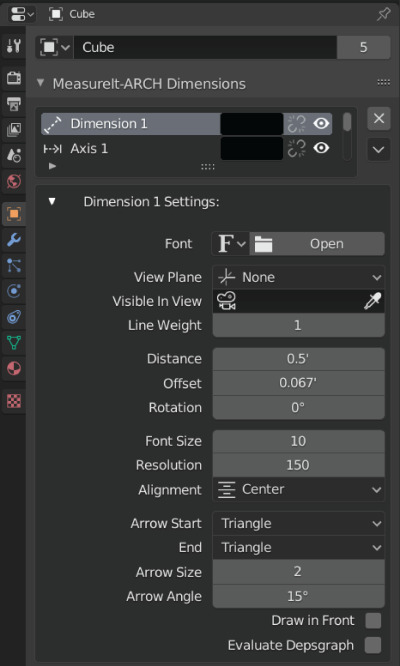 Cube
Cube 5
MeasureIt-ARCH Dimensions
Dimension 1
Axis 1
Dimension 1 Settings:
Font F Open
View Plane None
Visible In View
Line Weight 1
Distance 0.5'
Offset 0.067'
Rotation 0°
Font Size 10
Resolution 150
Alignment Center
Arrow Start Triangle
End Triangle
Arrow Size 2
Arrow Angle 15°
Draw in Front
Evaluate Depsgraph